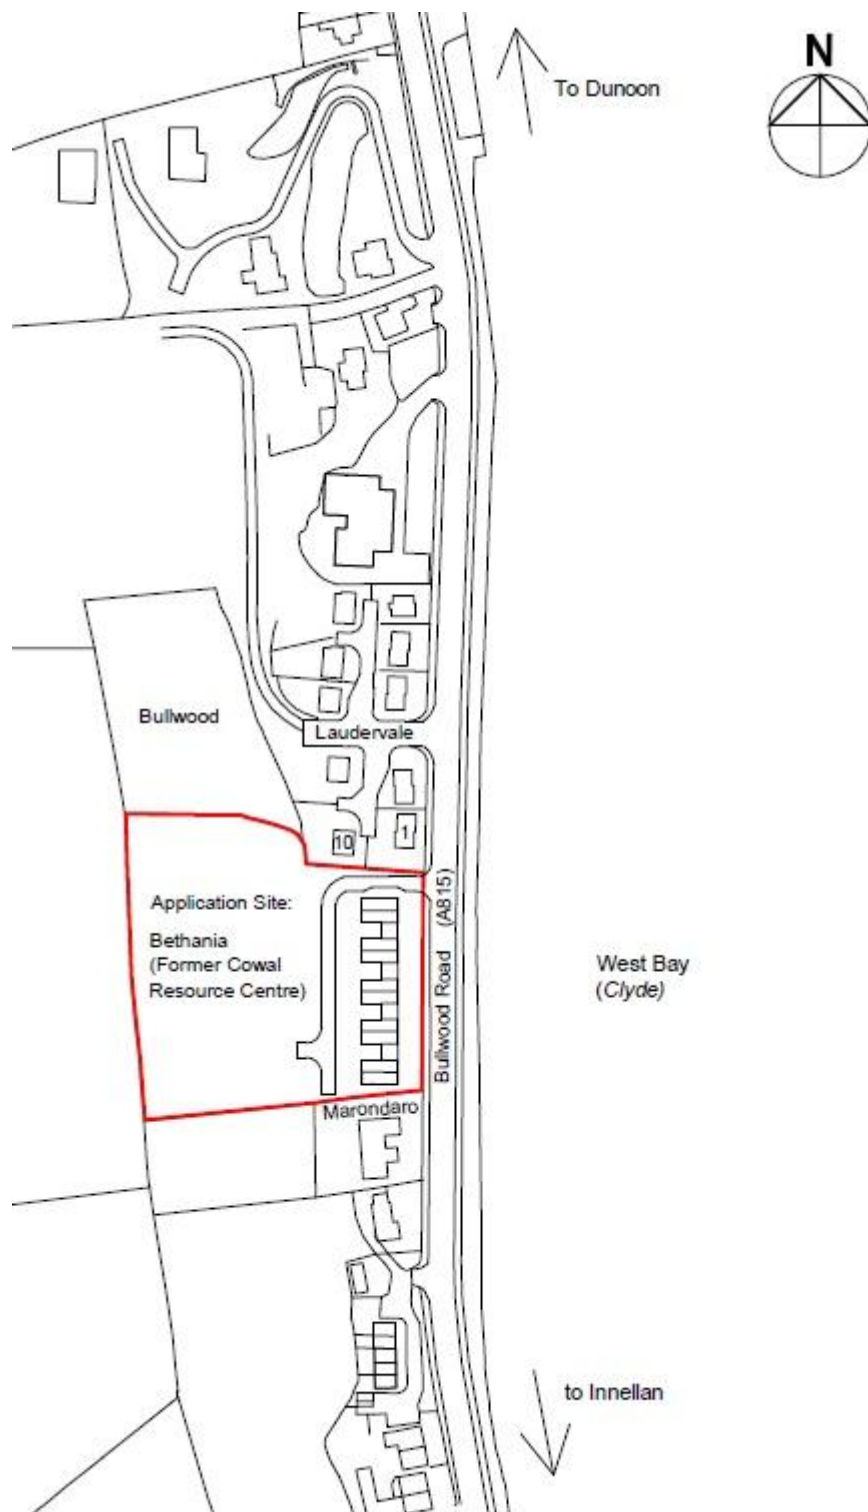 N
To Dunoon
Bullwood
Laudervale
10
1
Application Site:
Bethania
(Former Cowal
Resource Centre)
Bullwood Road (A815)
West Bay
(Clyde)
Marondaro
to Innellan